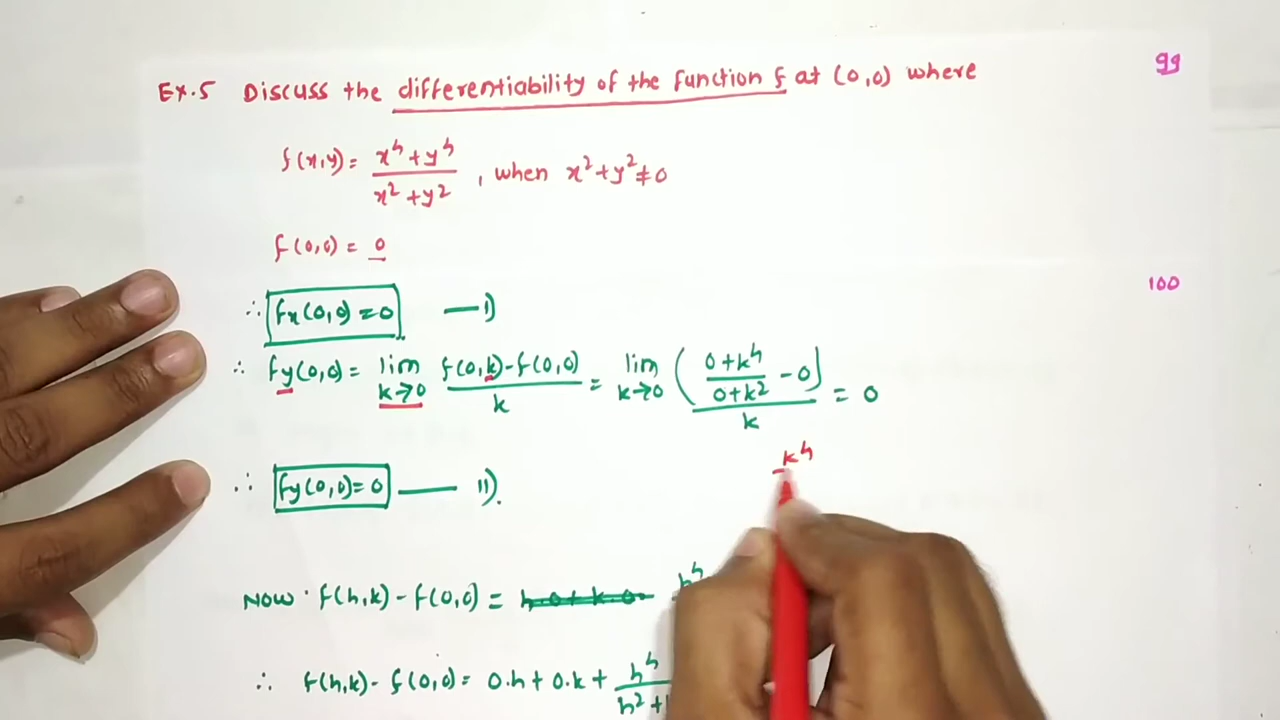 Ex.5 Discuss the differentiability of the function f at (0,0) where
99
f(x,y) = x⁴+y⁴ / x²+y² , when x²+y² ≠ 0
f(0,0) = 0
100
∴ fx(0,0) = 0 — i)
∴ fy(0,0) = lim k→0 f(0,k)-f(0,0) / k = lim k→0 (0+k⁴ / 0+k² - 0) / k = 0
k⁴
∴ fy(0,0)=0 — ii).
Now f(h,k) - f(0,0) = h⁴
∴ f(h,k) - f(0,0) = 0.h + 0.k + h⁴ / h² +